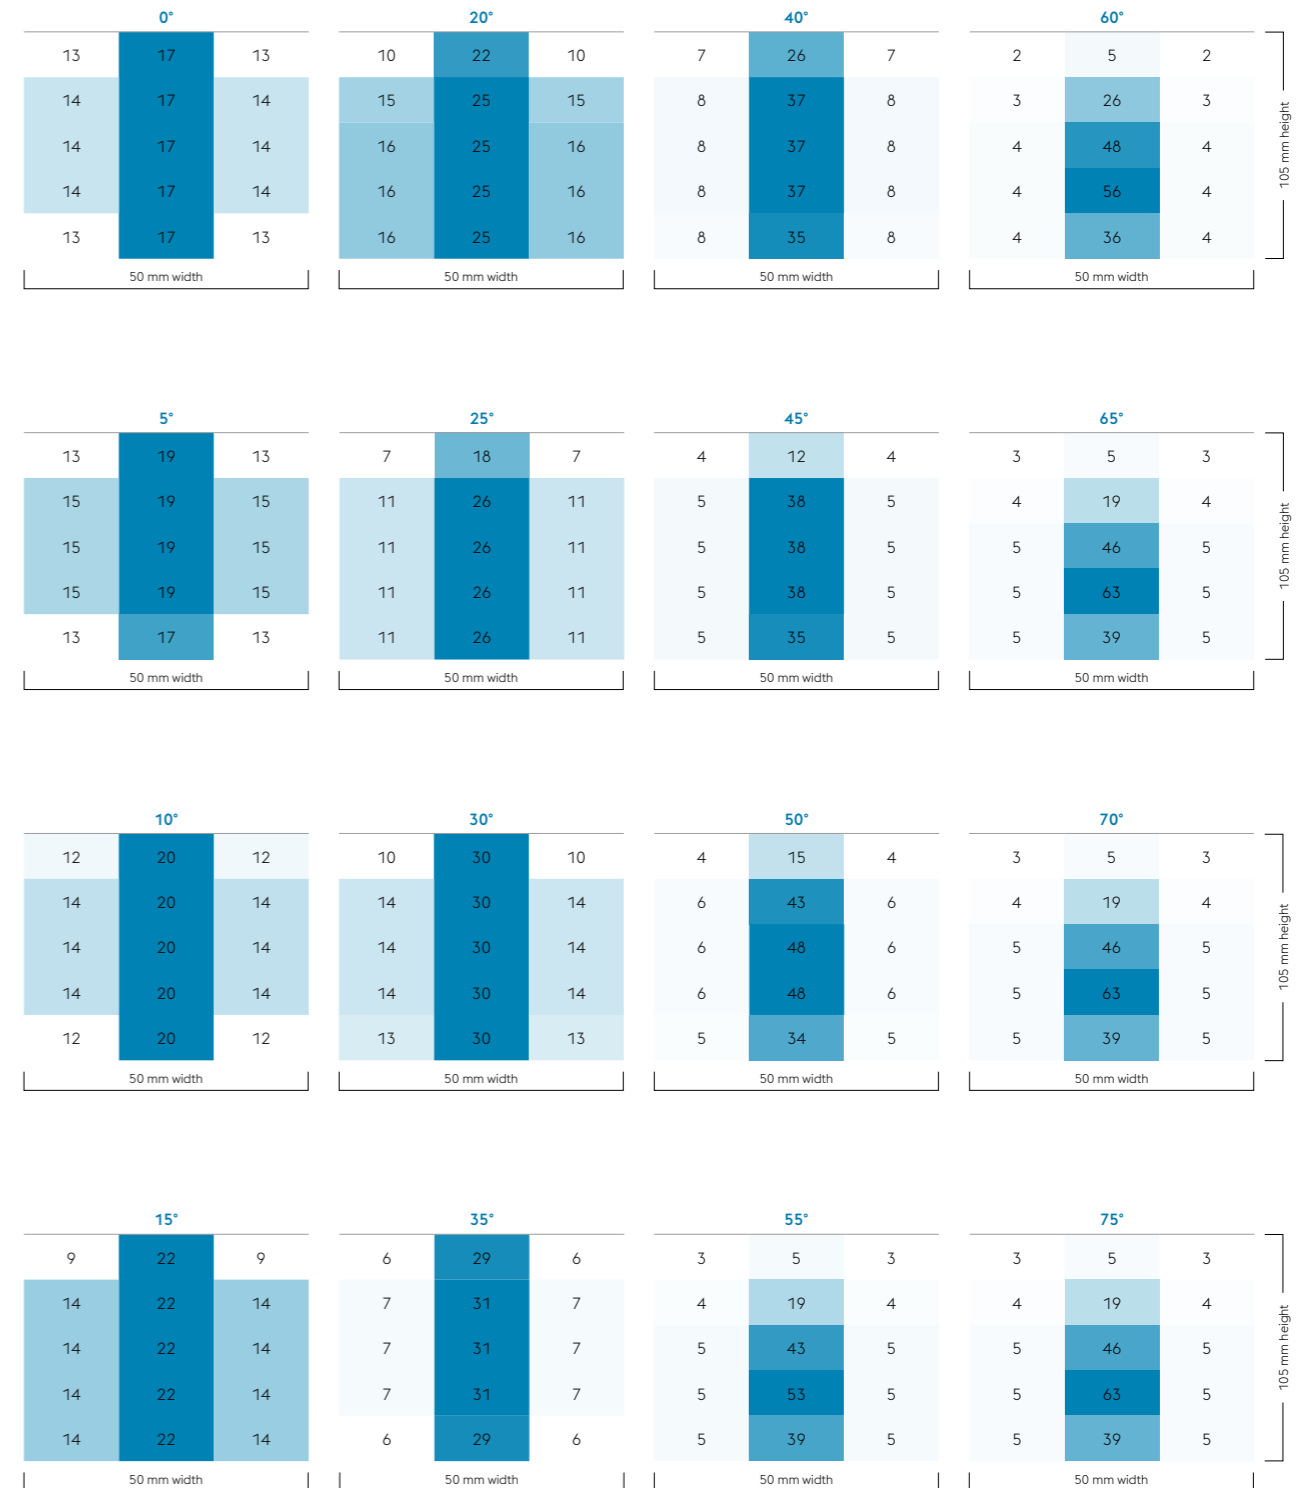 0° 20° 40° 60°
13 17 13 10 22 10 7 26 7 2 5 2
14 17 14 15 25 15 8 37 8 3 26 3
14 17 14 16 25 16 8 37 8 4 48 4
14 17 14 16 25 16 8 37 8 4 56 4
13 17 13 16 25 16 8 35 8 4 36 4
105 mm height
50 mm width 50 mm width 50 mm width 50 mm width
5° 25° 45° 65°
13 19 13 7 18 7 4 12 4 3 5 3
15 19 15 11 26 11 5 38 5 4 19 4
15 19 15 11 26 11 5 38 5 5 46 5
15 19 15 11 26 11 5 38 5 5 63 5
13 17 13 11 26 11 5 35 5 5 39 5
105 mm height
50 mm width 50 mm width 50 mm width 50 mm width
10° 30° 50° 70°
12 20 12 10 30 10 4 15 4 3 5 3
14 20 14 14 30 14 6 43 6 4 19 4
14 20 14 14 30 14 6 48 6 5 46 5
14 20 14 14 30 14 6 48 6 5 63 5
12 20 12 13 30 13 5 34 5 5 39 5
105 mm height
50 mm width 50 mm width 50 mm width 50 mm width
15° 35° 55° 75°
9 22 9 6 29 6 3 5 3 3 5 3
14 22 14 7 31 7 4 19 4 4 19 4
14 22 14 7 31 7 5 43 5 5 46 5
14 22 14 7 31 7 5 53 5 5 63 5
14 22 14 6 29 6 5 39 5 5 39 5
105 mm height
50 mm width 50 mm width 50 mm width 50 mm width